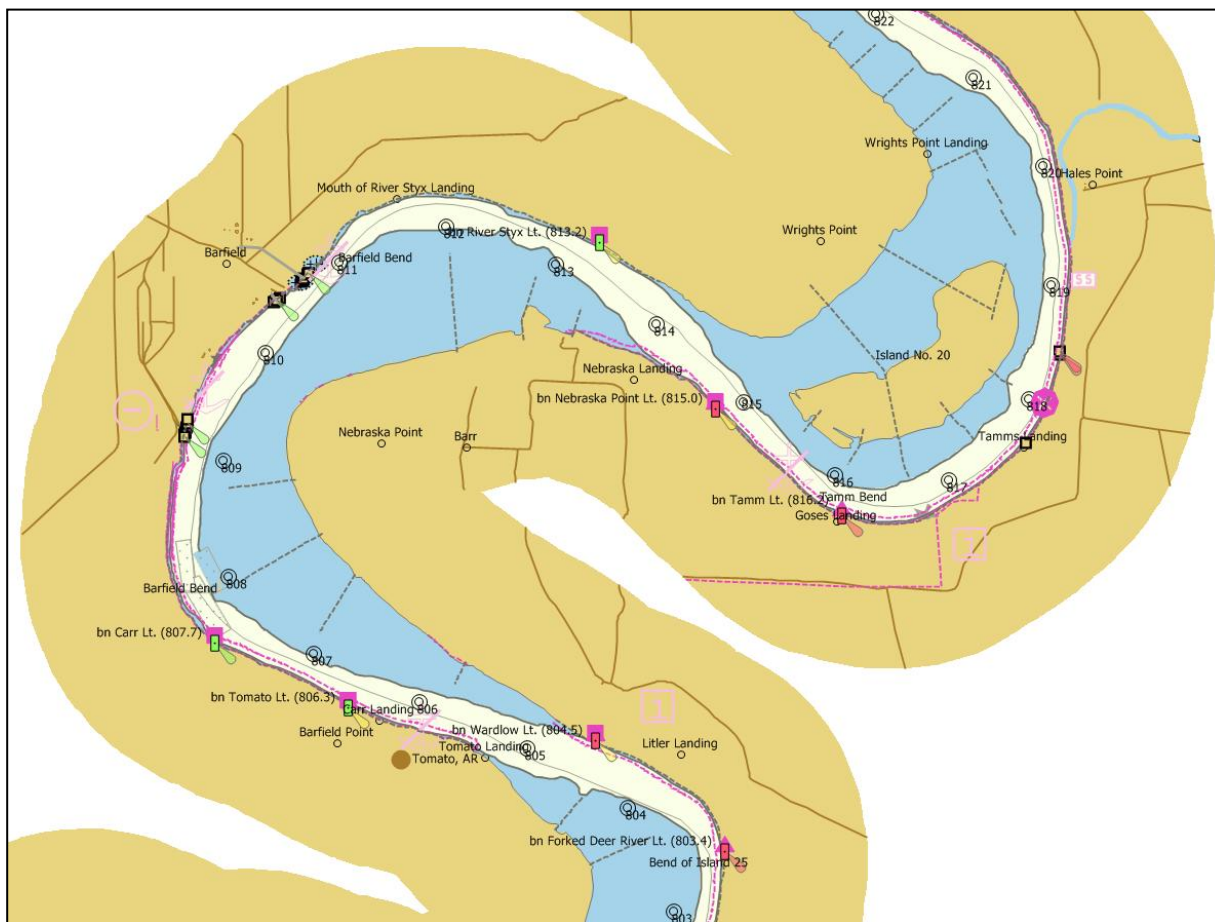 822
821
Wrights Point Landing
820
Hales Point
Mouth of River Styx Landing
812
bn River Styx Lt. (813.2)
Wrights Point
Barfield
Barfield Bend
811
813
819
SS
814
810
Island No. 20
Nebraska Landing
bn Nebraska Point Lt. (815.0)
815
818
Nebraska Point
Barr
Tamms Landing
809
816
817
bn Tamm Lt. (816.2)
Tamm Bend
Goses Landing
1
808
Barfield Bend
bn Carr Lt. (807.7)
807
bn Tomato Lt. (806.3)
Carr Landing
806
1
Barfield Point
bn Wardlow Lt. (804.5)
Litler Landing
Tomato Landing
805
Tomato, AR
804
bn Forked Deer River Lt. (803.4)
Bend of Island 25
803